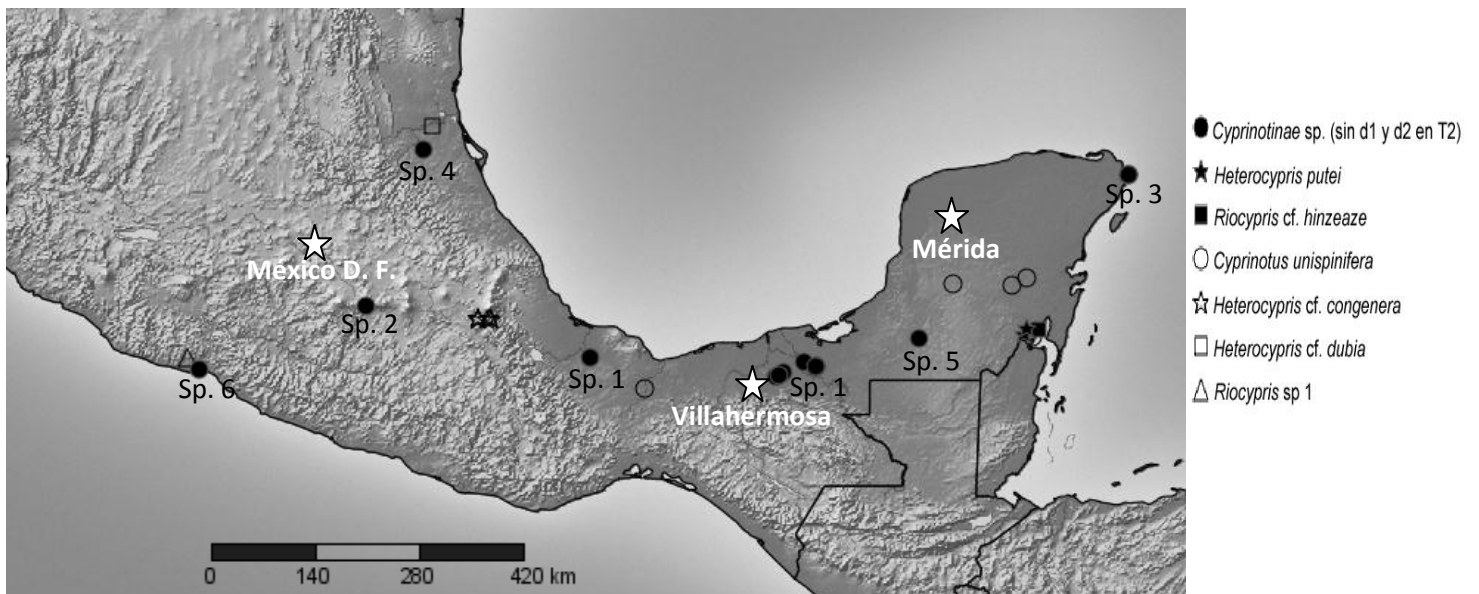 Sp. 4
Sp. 3
Mérida
México D. F.
Sp. 2
Sp. 1
Sp. 5
Sp. 1
Sp. 6
Villahermosa
0 140 280 420 km
Cyprinotinae sp. (sin d1 y d2 en T2)
Heterocypris putei
Riocypris cf. hinzeaze
Cyprinotus unispinifera
Heterocypris cf. congenera
Heterocypris cf. dubia
Riocypris sp 1